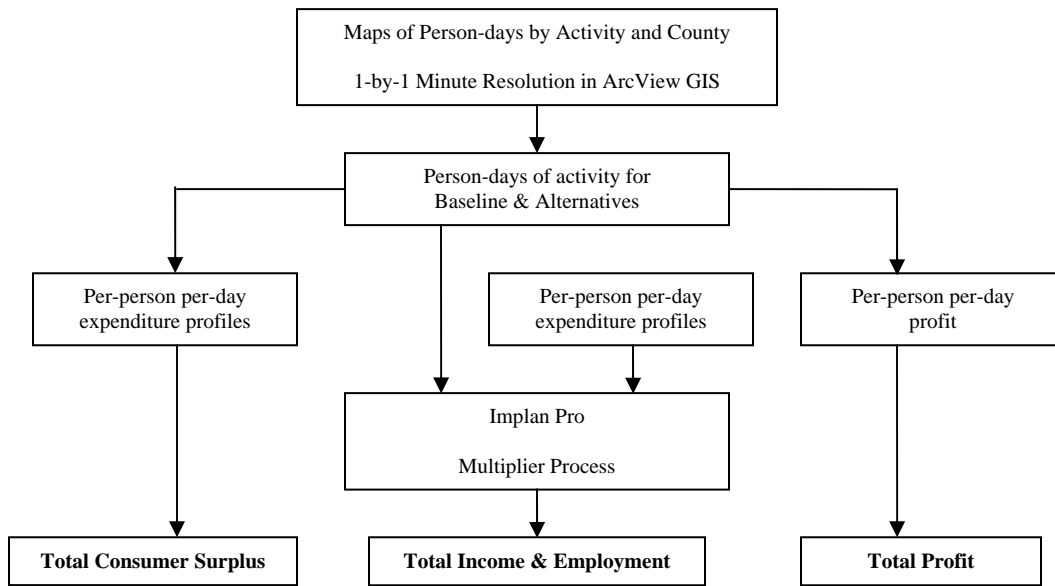 Maps of Person-days by Activity and County
1-by-1 Minute Resolution in ArcView GIS
Person-days of activity for
Baseline & Alternatives
Per-person per-day
expenditure profiles
Per-person per-day
expenditure profiles
Per-person per-day
profit
Implan Pro
Multiplier Process
Total Consumer Surplus
Total Income & Employment
Total Profit